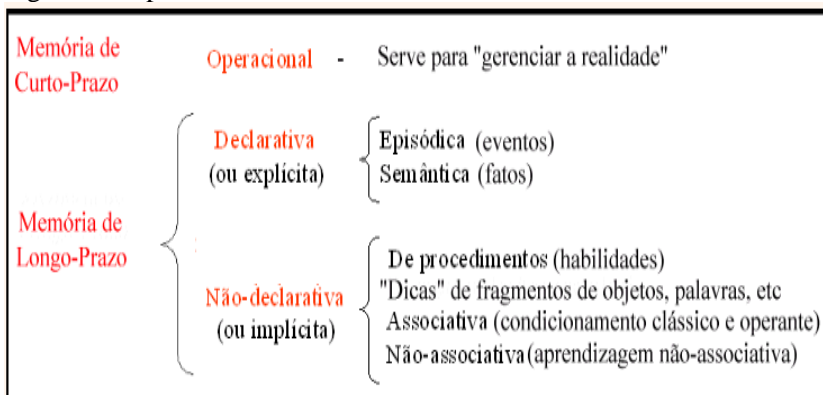 Memória de
Curto-Prazo
Operacional - Serve para "gerenciar a realidade"
Declarativa
(ou explícita)
Episódica (eventos)
Semântica (fatos)
Memória de
Longo-Prazo
Não-declarativa
(ou implícita)
De procedimentos (habilidades)
"Dicas" de fragmentos de objetos, palavras, etc
Associativa (condicionamento clássico e operante)
Não-associativa (aprendizagem não-associativa)